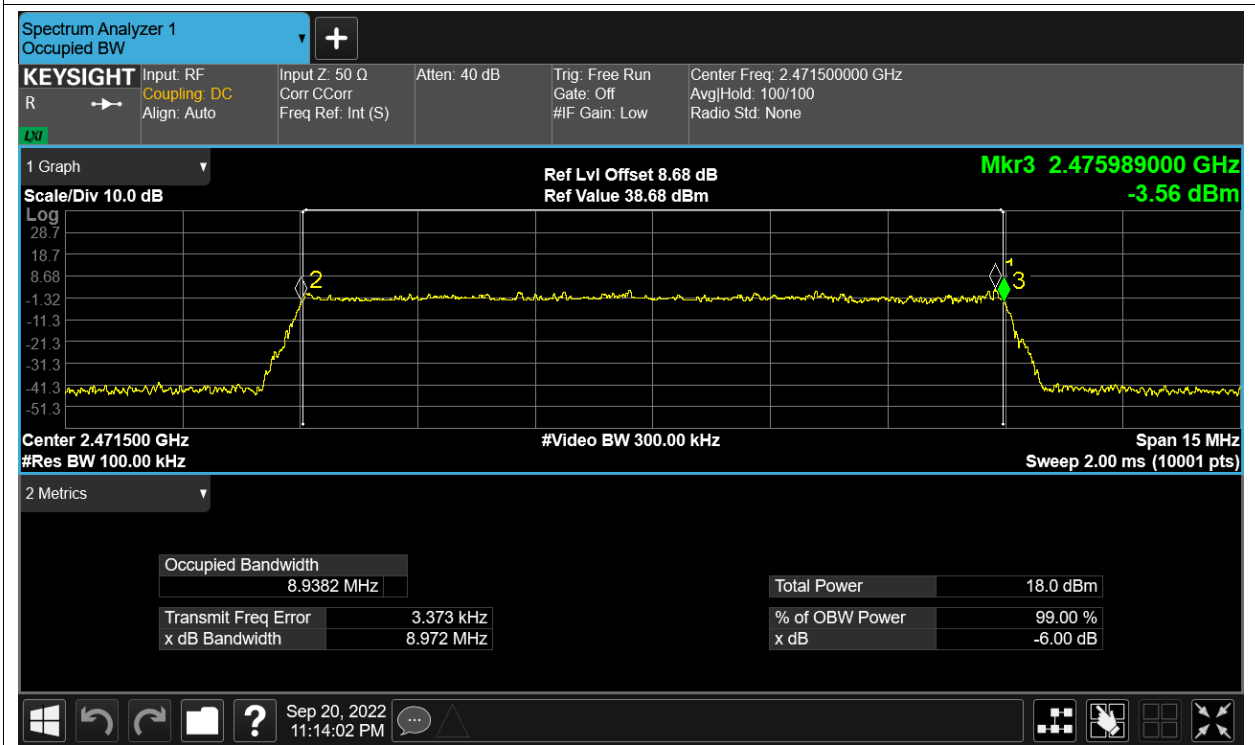 Spectrum Analyzer 1
Occupied BW
KEYSIGHT
R
LXI
Input: RF
Coupling: DC
Align: Auto
Input Z: 50 Ω
Corr CCorr
Freq Ref: Int (S)
Atten: 40 dB
Trig: Free Run
Gate: Off
#IF Gain: Low
Center Freq: 2.471500000 GHz
Avg|Hold: 100/100
Radio Std: None
1 Graph
Scale/Div 10.0 dB
Ref Lvl Offset 8.68 dB
Ref Value 38.68 dBm
Mkr3 2.475989000 GHz
-3.56 dBm
Log
28.7
18.7
8.68
-1.32
-11.3
-21.3
-31.3
-41.3
-51.3
2
1
3
Center 2.471500 GHz
#Res BW 100.00 kHz
#Video BW 300.00 kHz
Span 15 MHz
Sweep 2.00 ms (10001 pts)
2 Metrics
Occupied Bandwidth
8.9382 MHz
Transmit Freq Error 3.373 kHz
x dB Bandwidth 8.972 MHz
Total Power 18.0 dBm
% of OBW Power 99.00 %
x dB -6.00 dB
?
Sep 20, 2022
11:14:02 PM